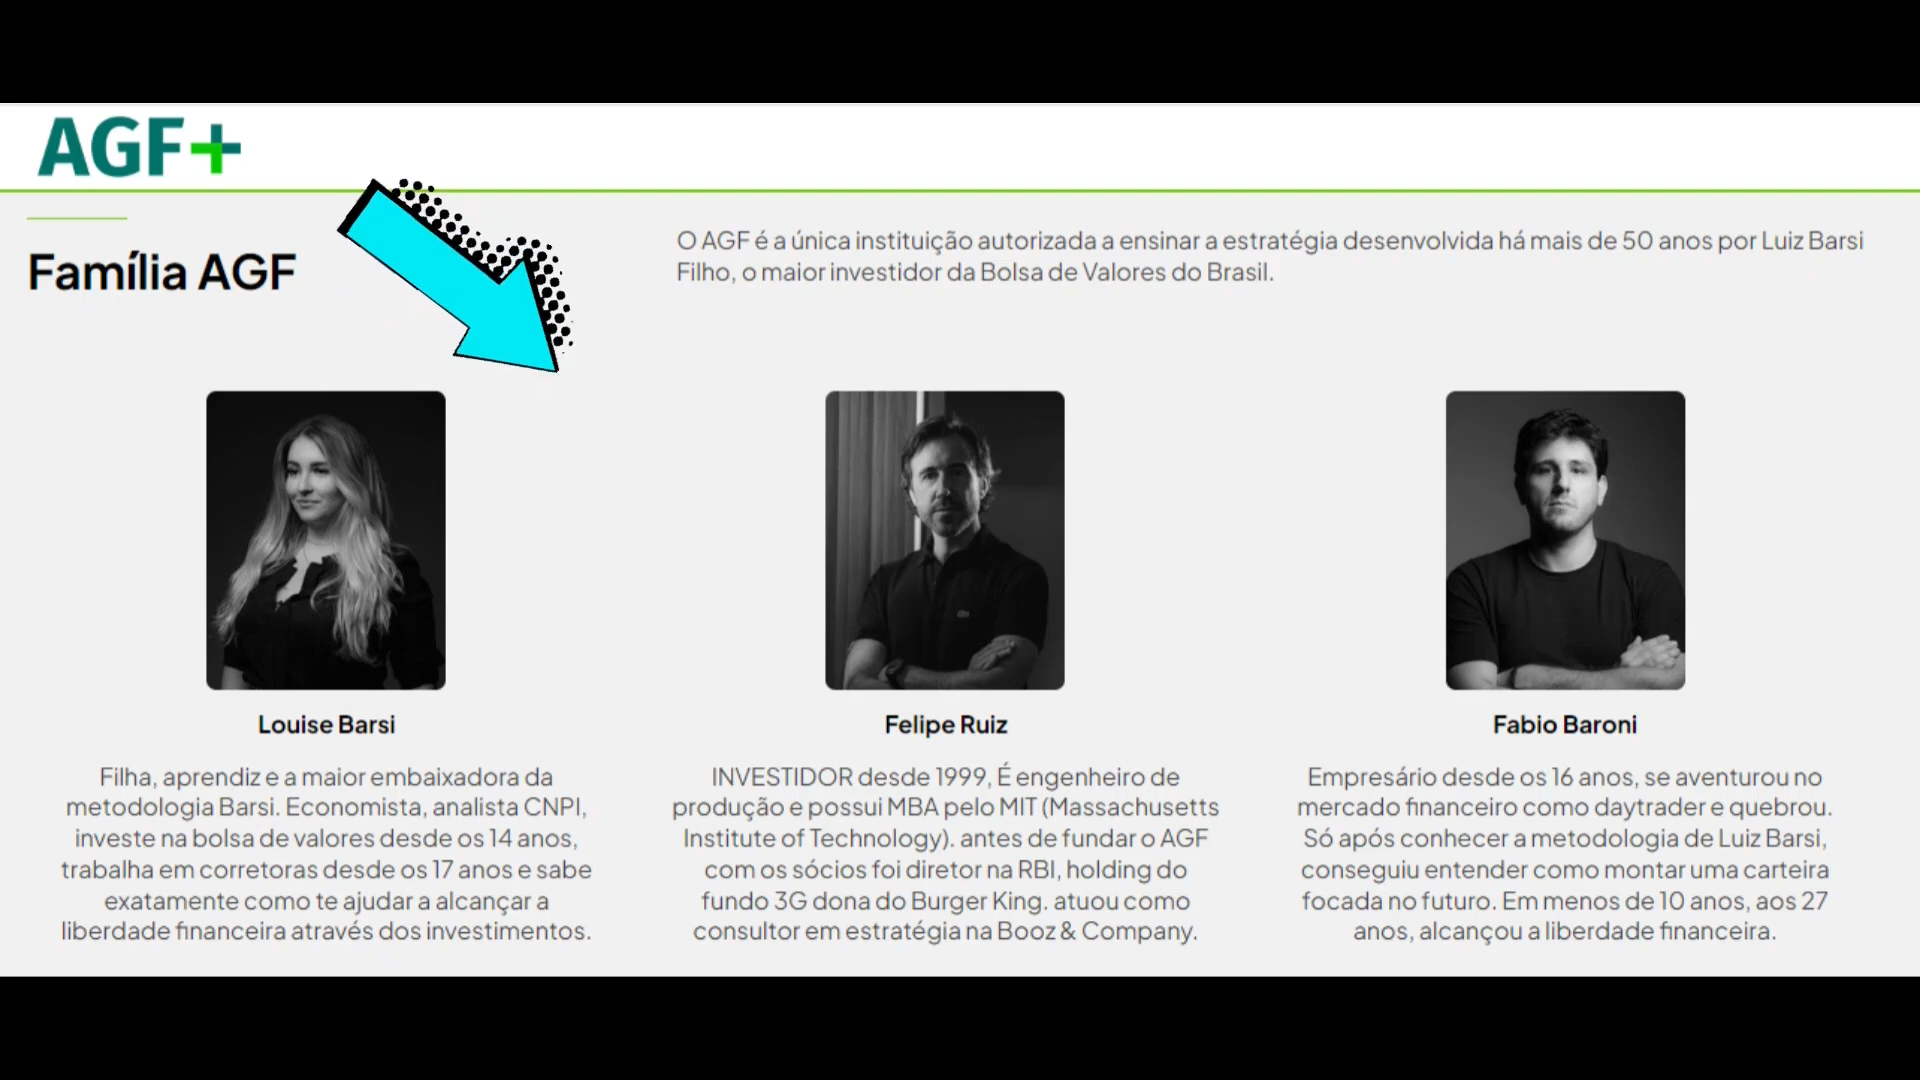 AGF+
Família AGF
O AGF é a única instituição autorizada a ensinar a estratégia desenvolvida há mais de 50 anos por Luiz Barsi
Filho, o maior investidor da Bolsa de Valores do Brasil.
Louise Barsi
Filha, aprendiz e a maior embaixadora da
metodologia Barsi. Economista, analista CNPI,
investe na bolsa de valores desde os 14 anos,
trabalha em corretoras desde os 17 anos e sabe
exatamente como te ajudar a alcançar a
liberdade financeira através dos investimentos.
Felipe Ruiz
INVESTIDOR desde 1999, É engenheiro de
produção e possui MBA pelo MIT (Massachusetts
Institute of Technology). antes de fundar o AGF
com os sócios foi diretor na RBI, holding do
fundo 3G dona do Burger King. atuou como
consultor em estratégia na Booz & Company.
Fabio Baroni
Empresário desde os 16 anos, se aventurou no
mercado financeiro como daytrader e quebrou.
Só após conhecer a metodologia de Luiz Barsi,
conseguiu entender como montar uma carteira
focada no futuro. Em menos de 10 anos, aos 27
anos, alcançou a liberdade financeira.